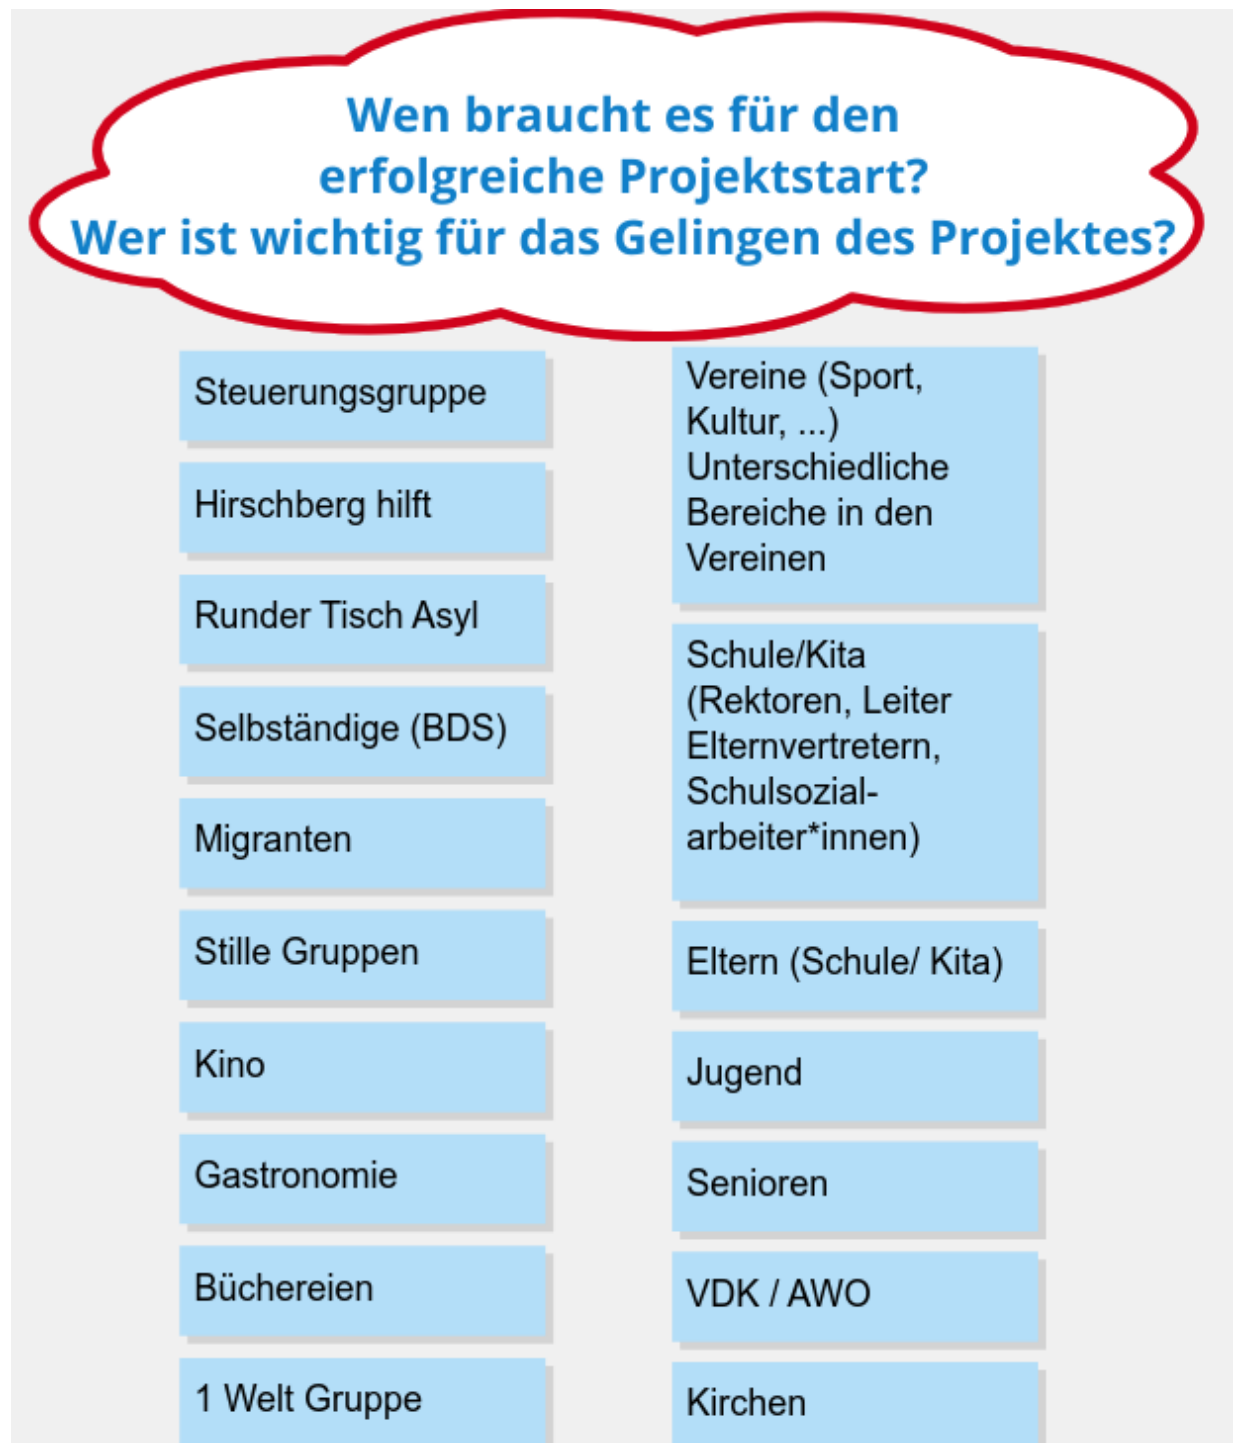 Wen braucht es für den
erfolgreiche Projektstart?
Wer ist wichtig für das Gelingen des Projektes?
Steuerungsgruppe
Hirschberg hilft
Runder Tisch Asyl
Selbständige (BDS)
Migranten
Stille Gruppen
Kino
Gastronomie
Büchereien
1 Welt Gruppe
Vereine (Sport,
Kultur, ...)
Unterschiedliche
Bereiche in den
Vereinen
Schule/Kita
(Rektoren, Leiter
Elternvertretern,
Schulsozial-
arbeiter*innen)
Eltern (Schule/ Kita)
Jugend
Senioren
VDK / AWO
Kirchen